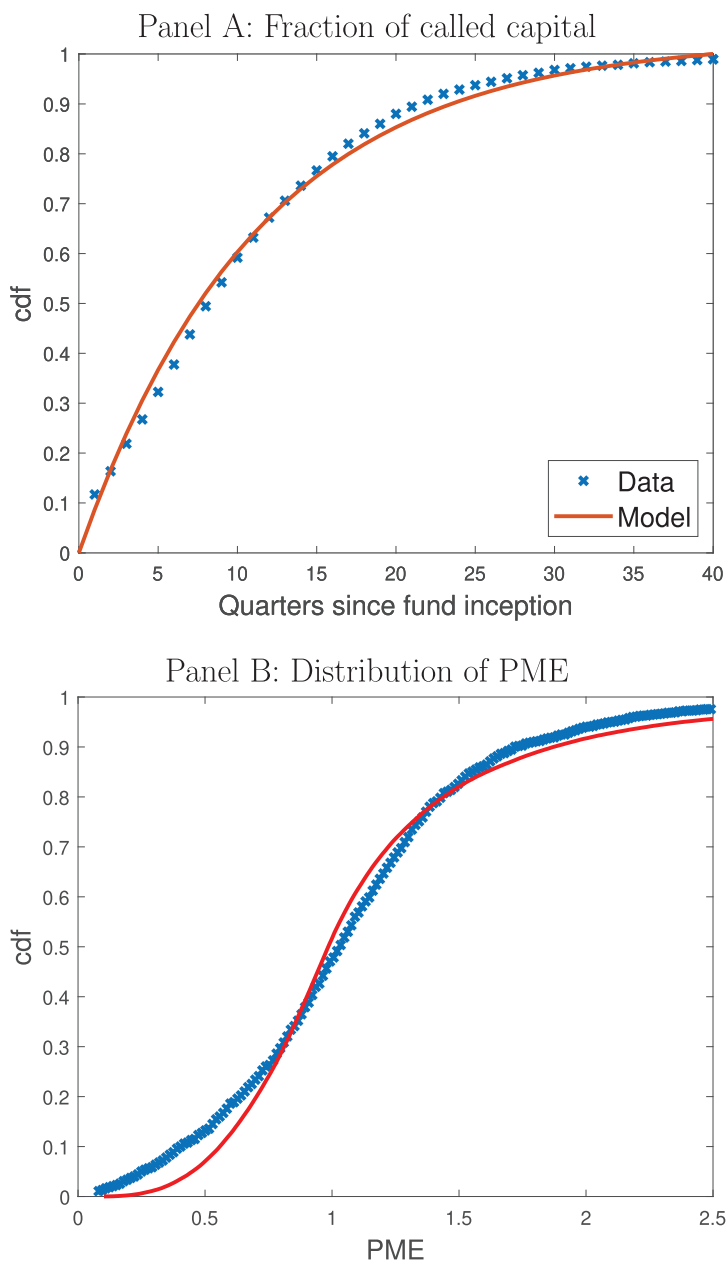 Panel A: Fraction of called capital
1
0.9
0.8
0.7
0.6
0.5
0.4
0.3
0.2
0.1
0
cdf
Data
Model
0 5 10 15 20 25 30 35 40
Quarters since fund inception
Panel B: Distribution of PME
1
0.9
0.8
0.7
0.6
0.5
0.4
0.3
0.2
0.1
0
cdf
0 0.5 1 1.5 2 2.5
PME